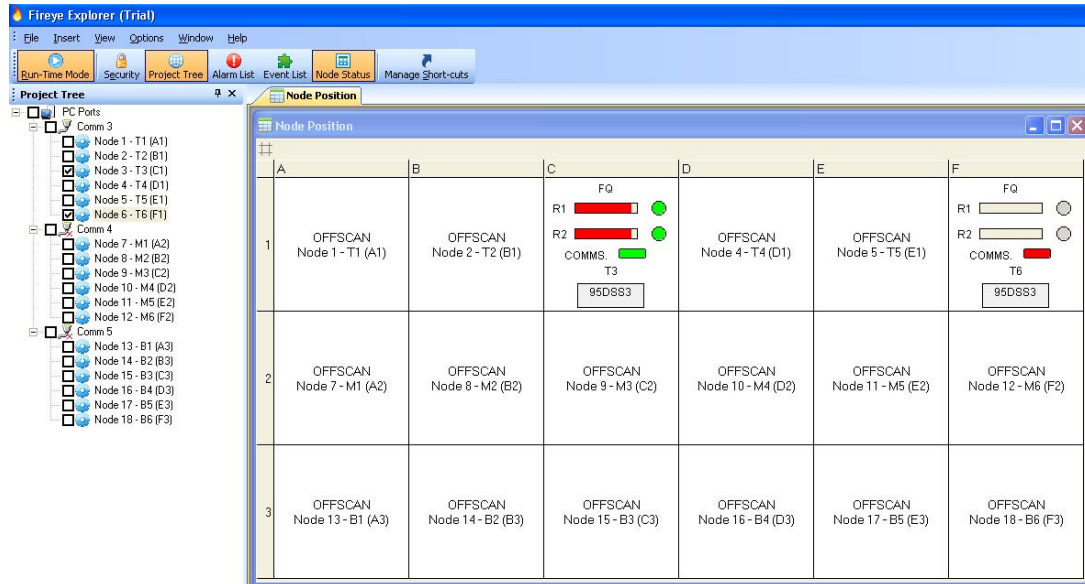 Fireye Explorer (Trial)
File Insert View Options Window Help
Run-Time Mode Security Project Tree Alarm List Event List Node Status Manage Short-cuts
Project Tree
Node Position
PC Ports
Comm 3
Node 1 - T1 (A1)
Node 2 - T2 (B1)
Node 3 - T3 (C1)
Node 4 - T4 (D1)
Node 5 - T5 (E1)
Node 6 - T6 (F1)
Comm 4
Node 7 - M1 (A2)
Node 8 - M2 (B2)
Node 9 - M3 (C2)
Node 10 - M4 (D2)
Node 11 - M5 (E2)
Node 12 - M6 (F2)
Comm 5
Node 13 - B1 (A3)
Node 14 - B2 (B3)
Node 15 - B3 (C3)
Node 16 - B4 (D3)
Node 17 - B5 (E3)
Node 18 - B6 (F3)
Node Position
A B C D E F
1
OFFSCAN
Node 1 - T1 (A1)
OFFSCAN
Node 2 - T2 (B1)
FQ
R1
R2
COMMS.
T3
95DSS3
OFFSCAN
Node 4 - T4 (D1)
OFFSCAN
Node 5 - T5 (E1)
FQ
R1
R2
COMMS.
T6
95DSS3
2
OFFSCAN
Node 7 - M1 (A2)
OFFSCAN
Node 8 - M2 (B2)
OFFSCAN
Node 9 - M3 (C2)
OFFSCAN
Node 10 - M4 (D2)
OFFSCAN
Node 11 - M5 (E2)
OFFSCAN
Node 12 - M6 (F2)
3
OFFSCAN
Node 13 - B1 (A3)
OFFSCAN
Node 14 - B2 (B3)
OFFSCAN
Node 15 - B3 (C3)
OFFSCAN
Node 16 - B4 (D3)
OFFSCAN
Node 17 - B5 (E3)
OFFSCAN
Node 18 - B6 (F3)